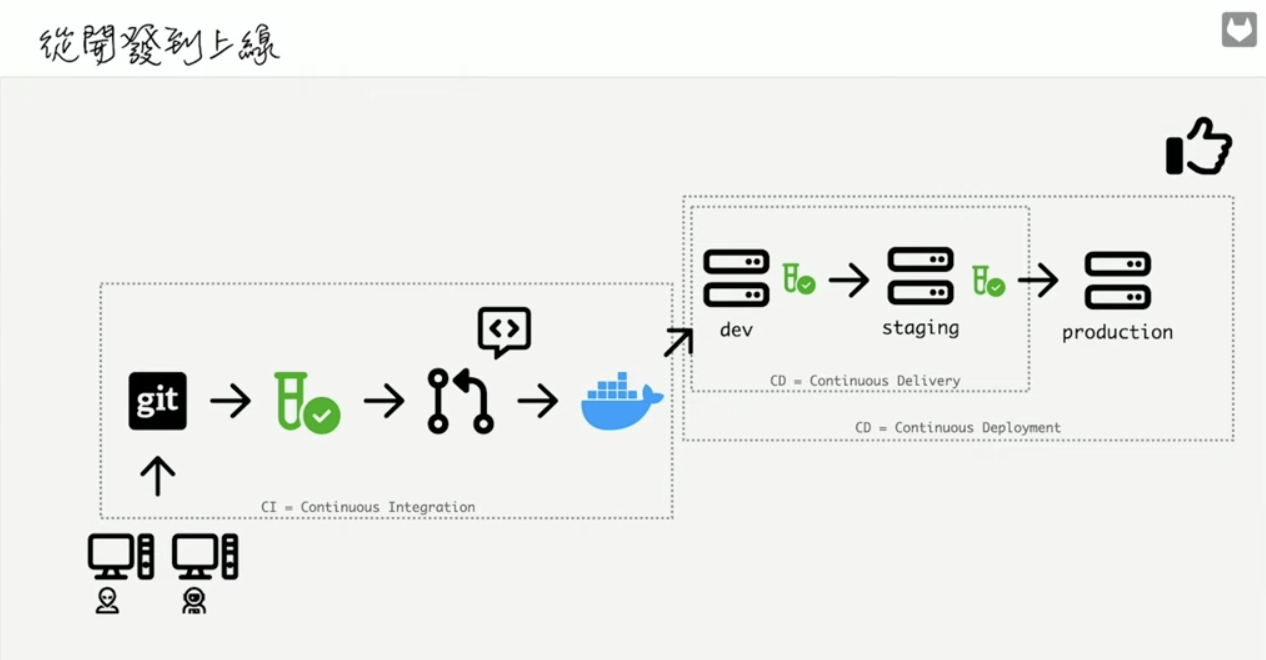 從開發到上線
dev
staging
production
CD = Continuous Delivery
CD = Continuous Deployment
git
CI = Continuous Integration